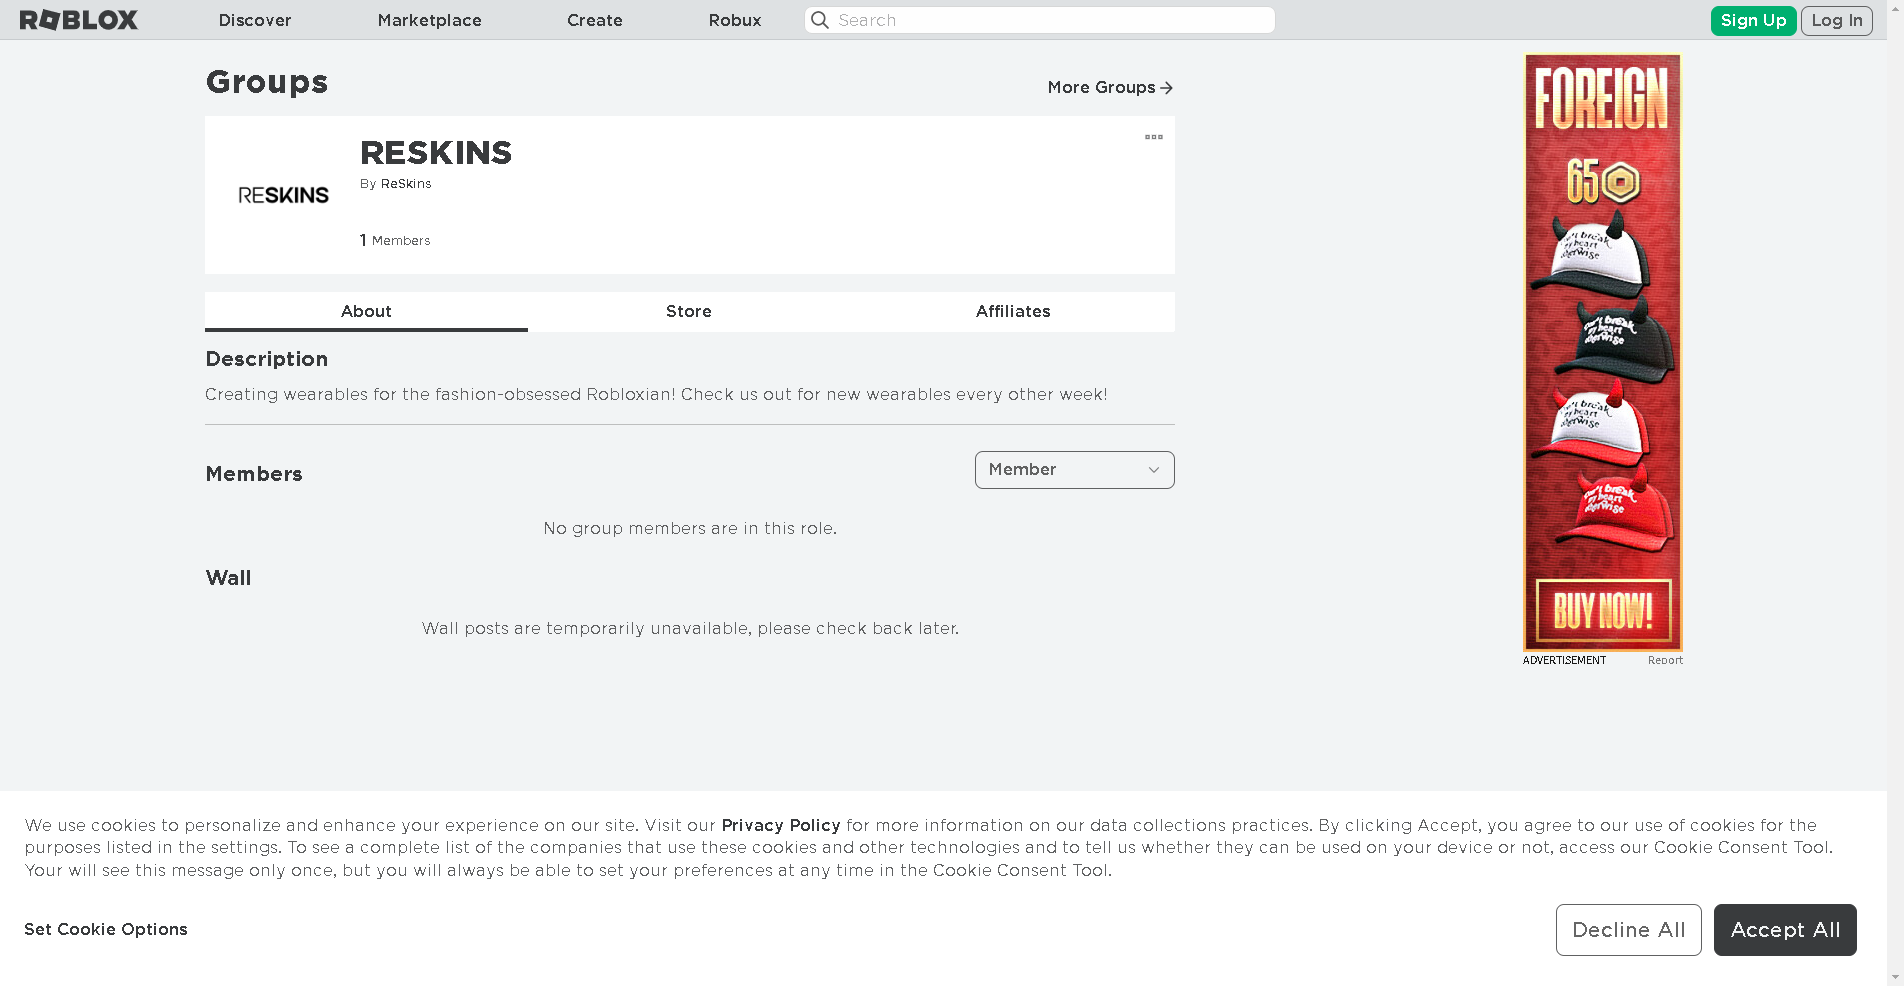 ROBLOX
Discover
Marketplace
Create
Robux
Search
Sign Up
Log In
Groups
More Groups
RESKINS
By ReSkins
RESKINS
1 Members
About
Store
Affiliates
Description
Creating wearables for the fashion-obsessed Robloxian! Check us out for new wearables every other week!
Members
Member
No group members are in this role.
Wall
Wall posts are temporarily unavailable, please check back later.
FOREIGN
65
BUY NOW!
ADVERTISEMENT
Report
We use cookies to personalize and enhance your experience on our site. Visit our Privacy Policy for more information on our data collections practices. By clicking Accept, you agree to our use of cookies for the
purposes listed in the settings. To see a complete list of the companies that use these cookies and other technologies and to tell us whether they can be used on your device or not, access our Cookie Consent Tool.
Your will see this message only once, but you will always be able to set your preferences at any time in the Cookie Consent Tool.
Set Cookie Options
Decline All
Accept All